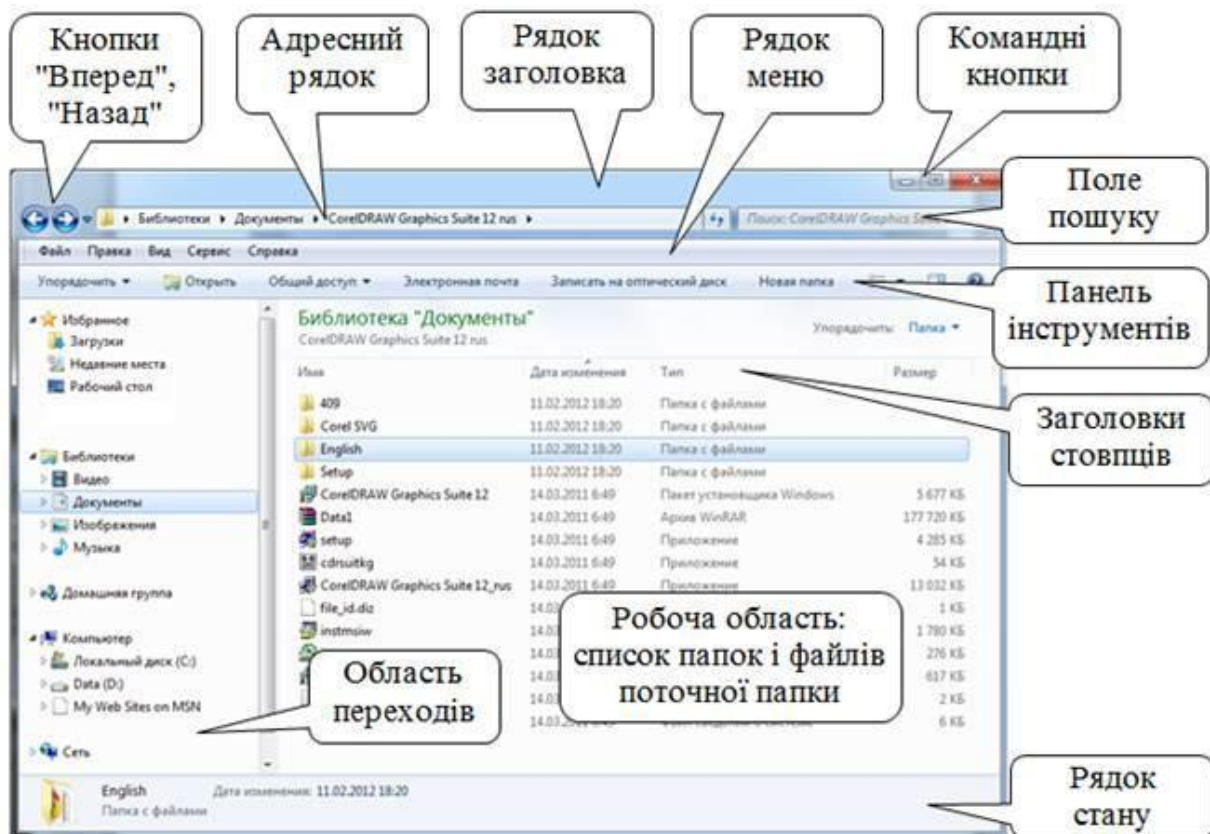 Кнопки
"Вперед",
"Назад"
Адресний
рядок
Рядок
заголовка
Рядок
меню
Командні
кнопки
Поле
пошуку
Библиотеки Документы CorelDRAW Graphics Suite 12 rus
Поиск: CorelDRAW Graphics
Файл Правка Вид Сервис Справка
Упорядочить Открыть Общий доступ Электронная почта Записать на оптический диск Новая папка
Панель
інструментів
Избранное
Загрузки
Недавние места
Рабочий стол
Библиотеки
Видео
Документы
Изображения
Музыка
Домашняя группа
Компьютер
Локальный диск (C:)
Data (D:)
My Web Sites on MSN
Сеть
Библиотека "Документы"
CorelDRAW Graphics Suite 12 rus
Упорядочить: Папка
Имя Дата изменения Тип Размер
409 11.02.2012 18:20 Папка с файлами
Corel SVG 11.02.2012 18:20 Папка с файлами
English 11.02.2012 18:20 Папка с файлами
Setup 11.02.2012 18:20 Папка с файлами
CorelDRAW Graphics Suite 12 14.03.2011 6:49 Пакет установщика Windows 5 677 КБ
Data1 14.03.2011 6:49 Архив WinRAR 177 720 КБ
setup 14.03.2011 6:49 Приложение 4 285 КБ
cdrsuitkg 14.03.2011 6:49 Приложение 54 КБ
CorelDRAW Graphics Suite 12_rus 14.03.2011 6:49 Приложение 13 032 КБ
file_id.diz 1 КБ
instmsiw 1 780 КБ
276 КБ
617 КБ
2 КБ
6 КБ
Заголовки
стовпців
Робоча область:
список папок і файлів
поточної папки
Область
переходів
English Дата изменения: 11.02.2012 18:20
Папка с файлами
Рядок
стану